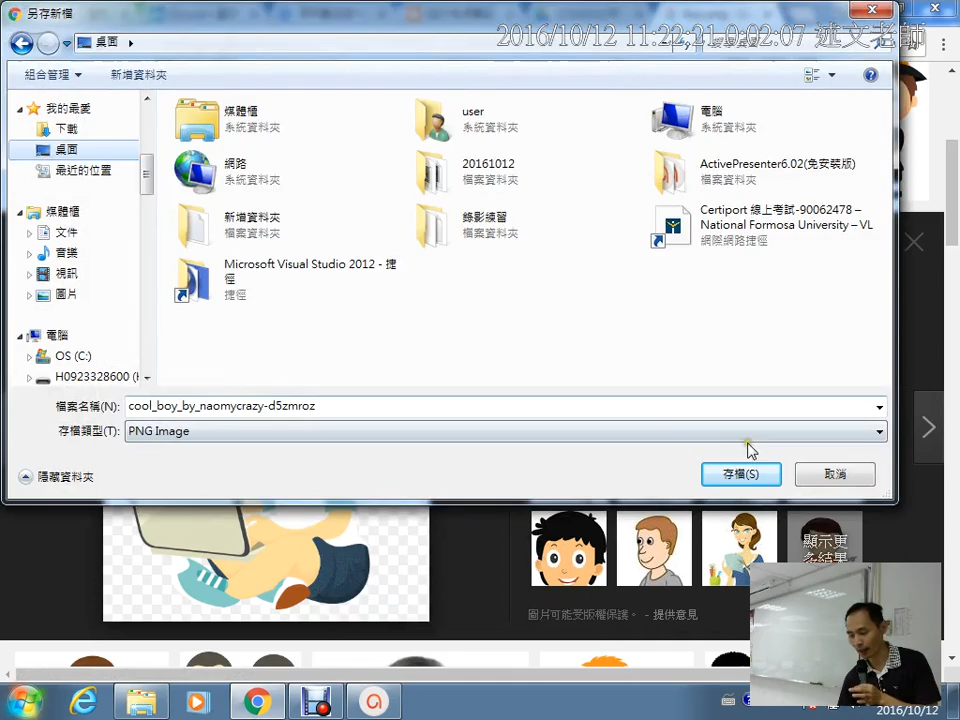 另存新檔
2016/10/12 11:22:21 0:02:07 述文老師
桌面
組合管理
新增資料夾
我的最愛
下載
桌面
最近的位置
媒體櫃
文件
音樂
視訊
圖片
電腦
OS (C:)
H0923328600 (
媒體櫃
系統資料夾
user
系統資料夾
電腦
系統資料夾
網路
系統資料夾
20161012
檔案資料夾
ActivePresenter6.02(免安裝版)
檔案資料夾
新增資料夾
檔案資料夾
錄影練習
檔案資料夾
Certiport 線上考試-90062478 –
National Formosa University – VL
網際網路捷徑
Microsoft Visual Studio 2012 - 捷
徑
捷徑
檔案名稱(N):
cool_boy_by_naomycrazy-d5zmroz
存檔類型(T):
PNG Image
隱藏資料夾
存檔(S)
取消
顯示更
多結果
圖片可能受版權保護。 - 提供意見
2016/10/12